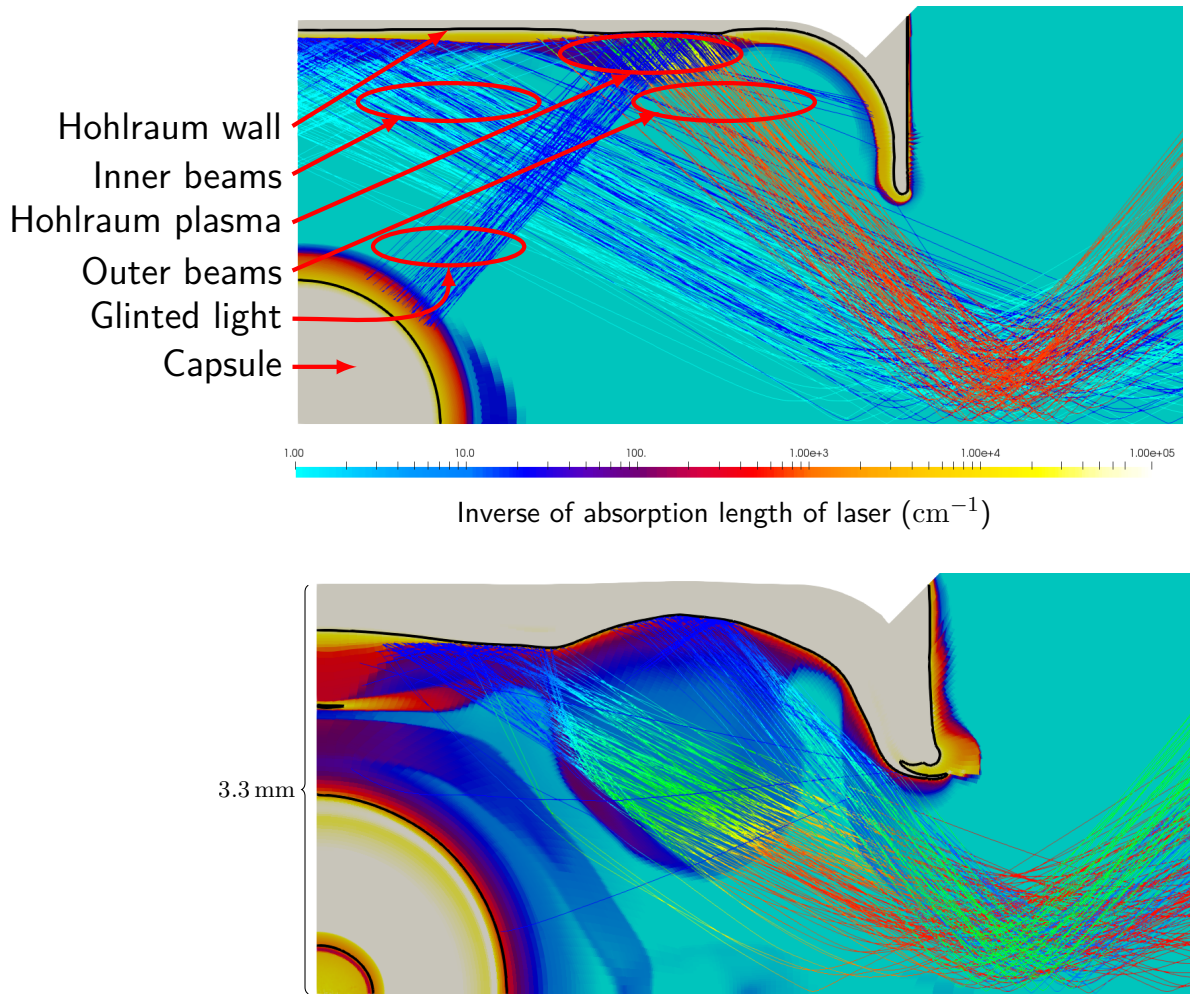 Hohlraum wall
Inner beams
Hohlraum plasma
Outer beams
Glinted light
Capsule
1.00 10.0 100. 1.00e+3 1.00e+4 1.00e+05
Inverse of absorption length of laser (cm⁻¹)
3.3 mm